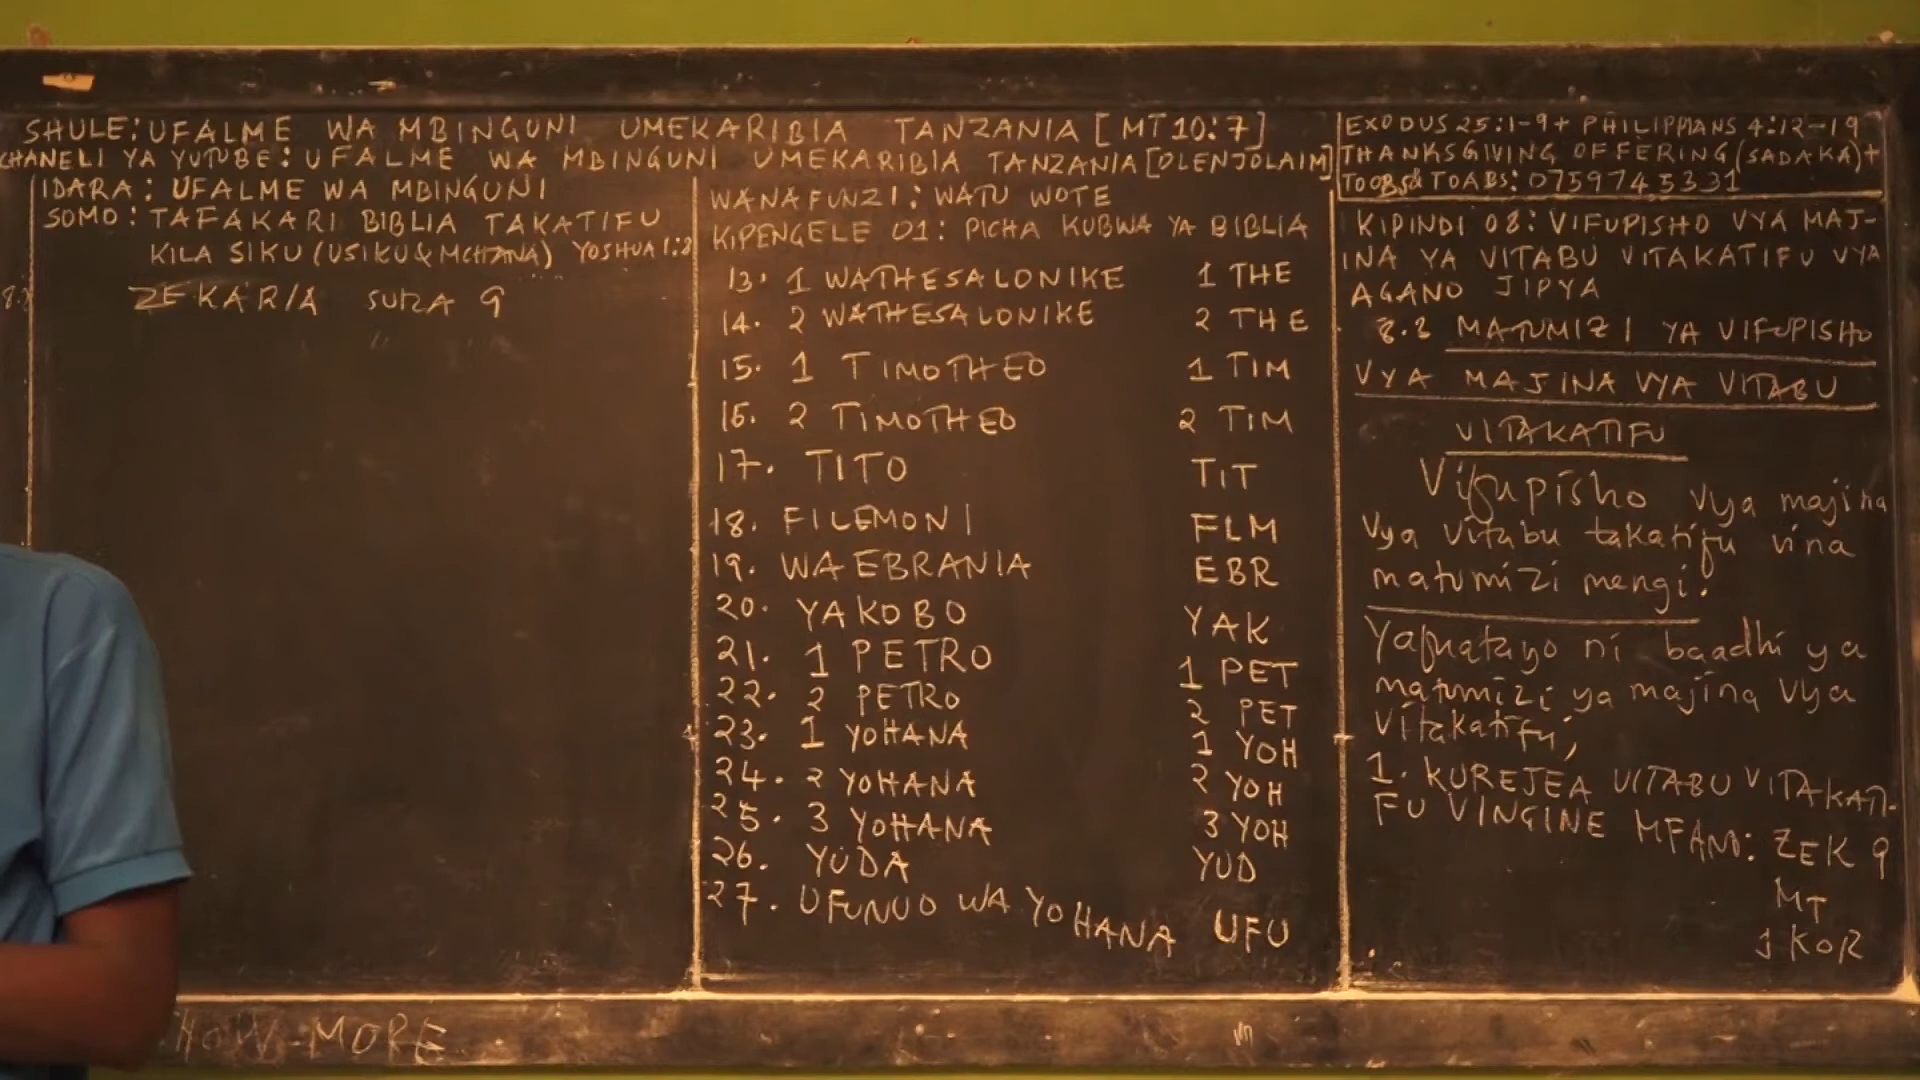 SHULE: UFALME WA MBINGUNI UMEKARIBIA TANZANIA [MT 10:7]
CHANELI YA YUTUBE: UFALME WA MBINGUNI UMEKARIBIA TANZANIA [OLENJOLAIM]
IDARA: UFALME WA MBINGUNI
SOMO: TAFAKARI BIBLIA TAKATIFU
KILA SIKU (USIKU & MCHANA) YOSHUA 1:8
ZEKARIA SURA 9
WANAFUNZI: WATU WOTE
KIPENGELE 01: PICHA KUBWA YA BIBLIA
13. 1 WATHESALONIKE 1 THE
14. 2 WATHESALONIKE 2 THE
15. 1 TIMOTHEO 1 TIM
16. 2 TIMOTHEO 2 TIM
17. TITO TIT
18. FILEMONI FLM
19. WAEBRANIA EBR
20. YAKOBO YAK
21. 1 PETRO 1 PET
22. 2 PETRO 2 PET
23. 1 YOHANA 1 YOH
24. 2 YOHANA 2 YOH
25. 3 YOHANA 3 YOH
26. YUDA YUD
27. UFUNUO WA YOHANA UFU
EXODUS 25:1-9 + PHILIPPIANS 4:12-19
THANKSGIVING OFFERING (SADAKA) +
TOOBS & TOABS: 0759745331
KIPINDI 08: VIFUPISHO VYA MAJ-
INA YA VITABU VITAKATIFU VYA
AGANO JIPYA
8.2 MATUMIZI YA VIFUPISHO
VYA MAJINA VYA VITABU
VITAKATIFU
Vifupisho vya majina
vya vitabu takatifu vina
matumizi mengi.
Yafuatayo ni baadhi ya
matumizi ya majina vya
vitakatifu;
1. KUREJEA VITABU VITAKATI-
FU VINGINE MFANO: ZEK 9
MT
1 KOR
HOW MORE